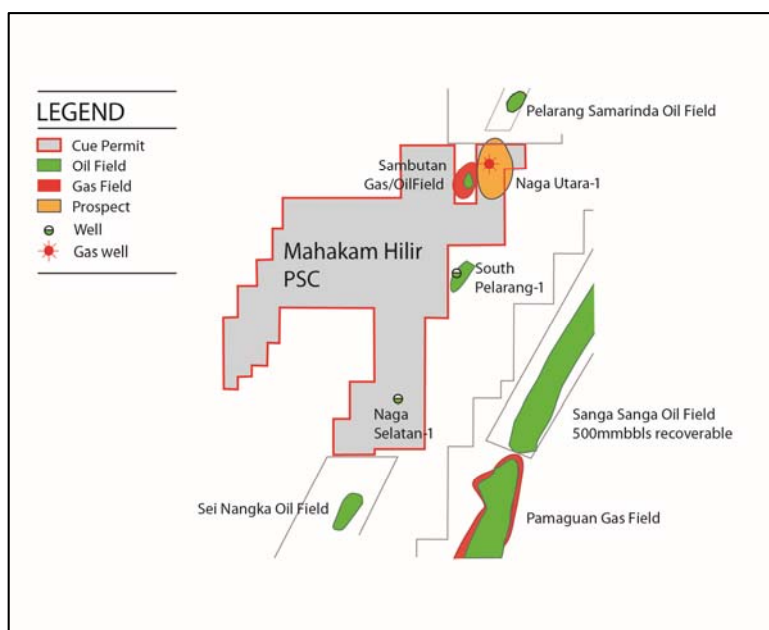 LEGEND
Cue Permit
Oil Field
Gas Field
Prospect
Well
Gas well
Pelarang Samarinda Oil Field
Sambutan
Gas/OilField
Naga Utara-1
Mahakam Hilir
PSC
South
Pelarang-1
Naga
Selatan-1
Sanga Sanga Oil Field
500mmbbls recoverable
Sei Nangka Oil Field
Pamaguan Gas Field